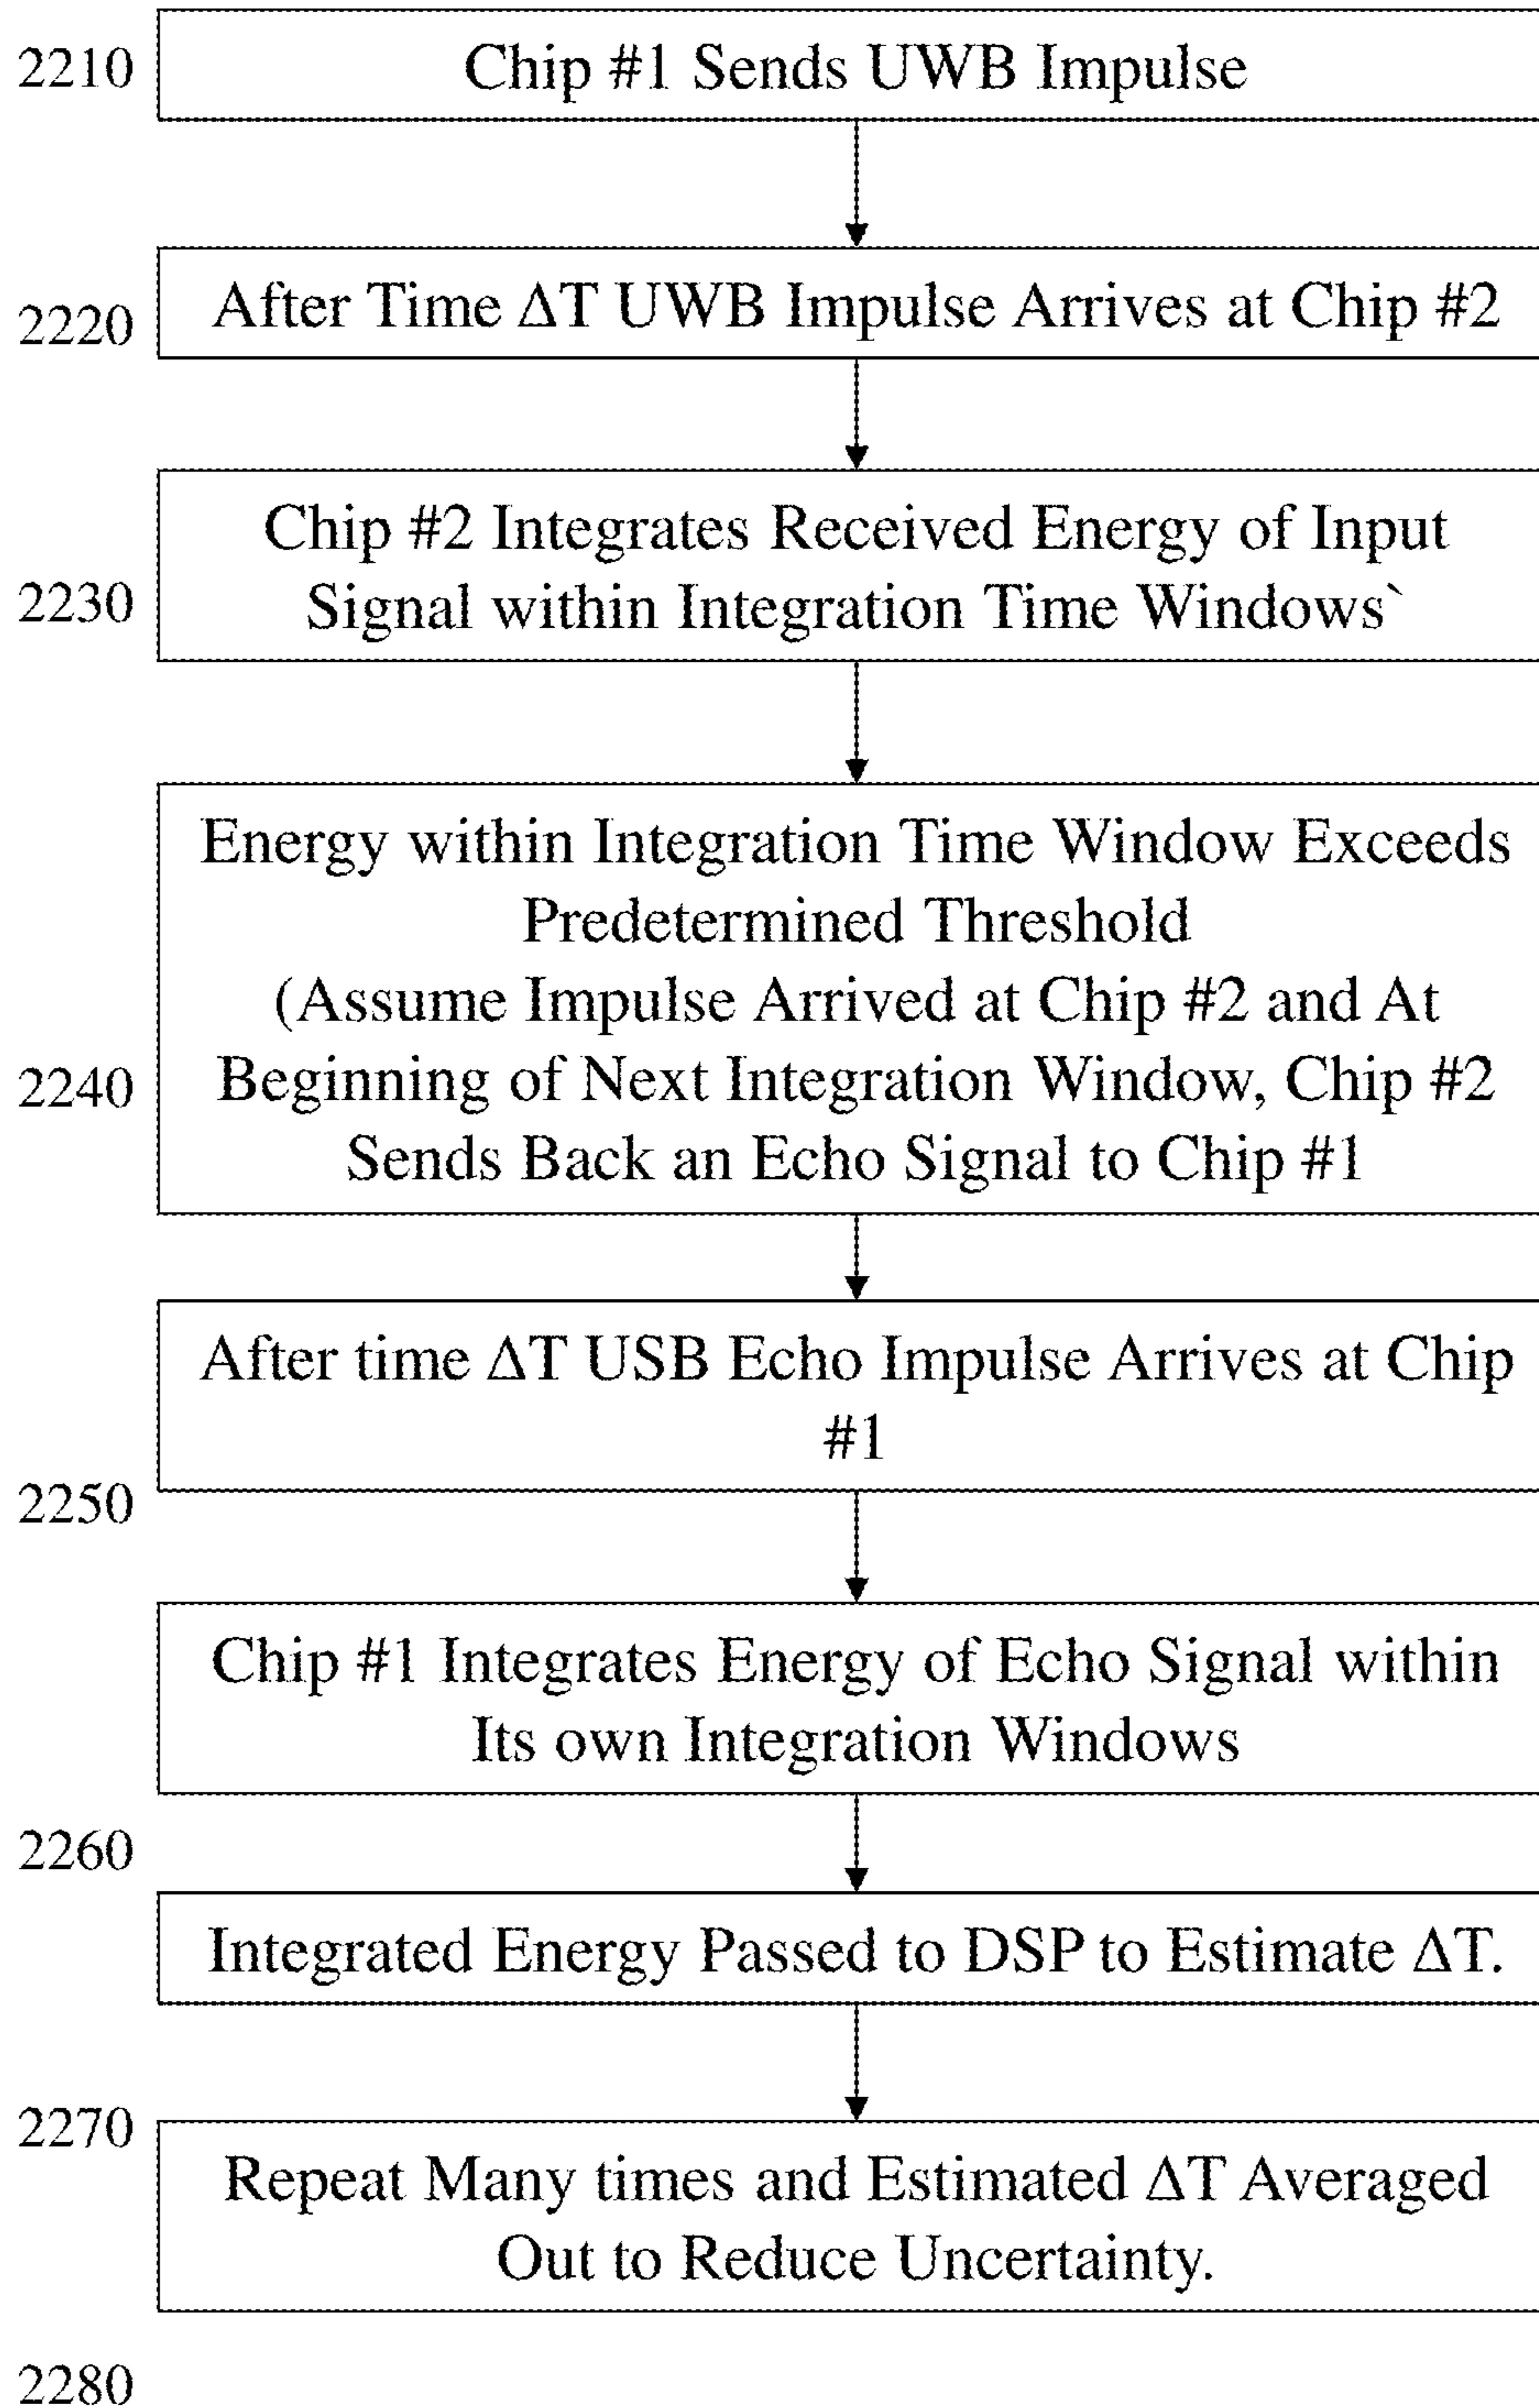 2210
Chip #1 Sends UWB Impulse
2220
After Time ΔT UWB Impulse Arrives at Chip #2
2230
Chip #2 Integrates Received Energy of Input
Signal within Integration Time Windows`
2240
Energy within Integration Time Window Exceeds
Predetermined Threshold
(Assume Impulse Arrived at Chip #2 and At
Beginning of Next Integration Window, Chip #2
Sends Back an Echo Signal to Chip #1
2250
After time ΔT USB Echo Impulse Arrives at Chip
#1
2260
Chip #1 Integrates Energy of Echo Signal within
Its own Integration Windows
2270
Integrated Energy Passed to DSP to Estimate ΔT.
2280
Repeat Many times and Estimated ΔT Averaged
Out to Reduce Uncertainty.